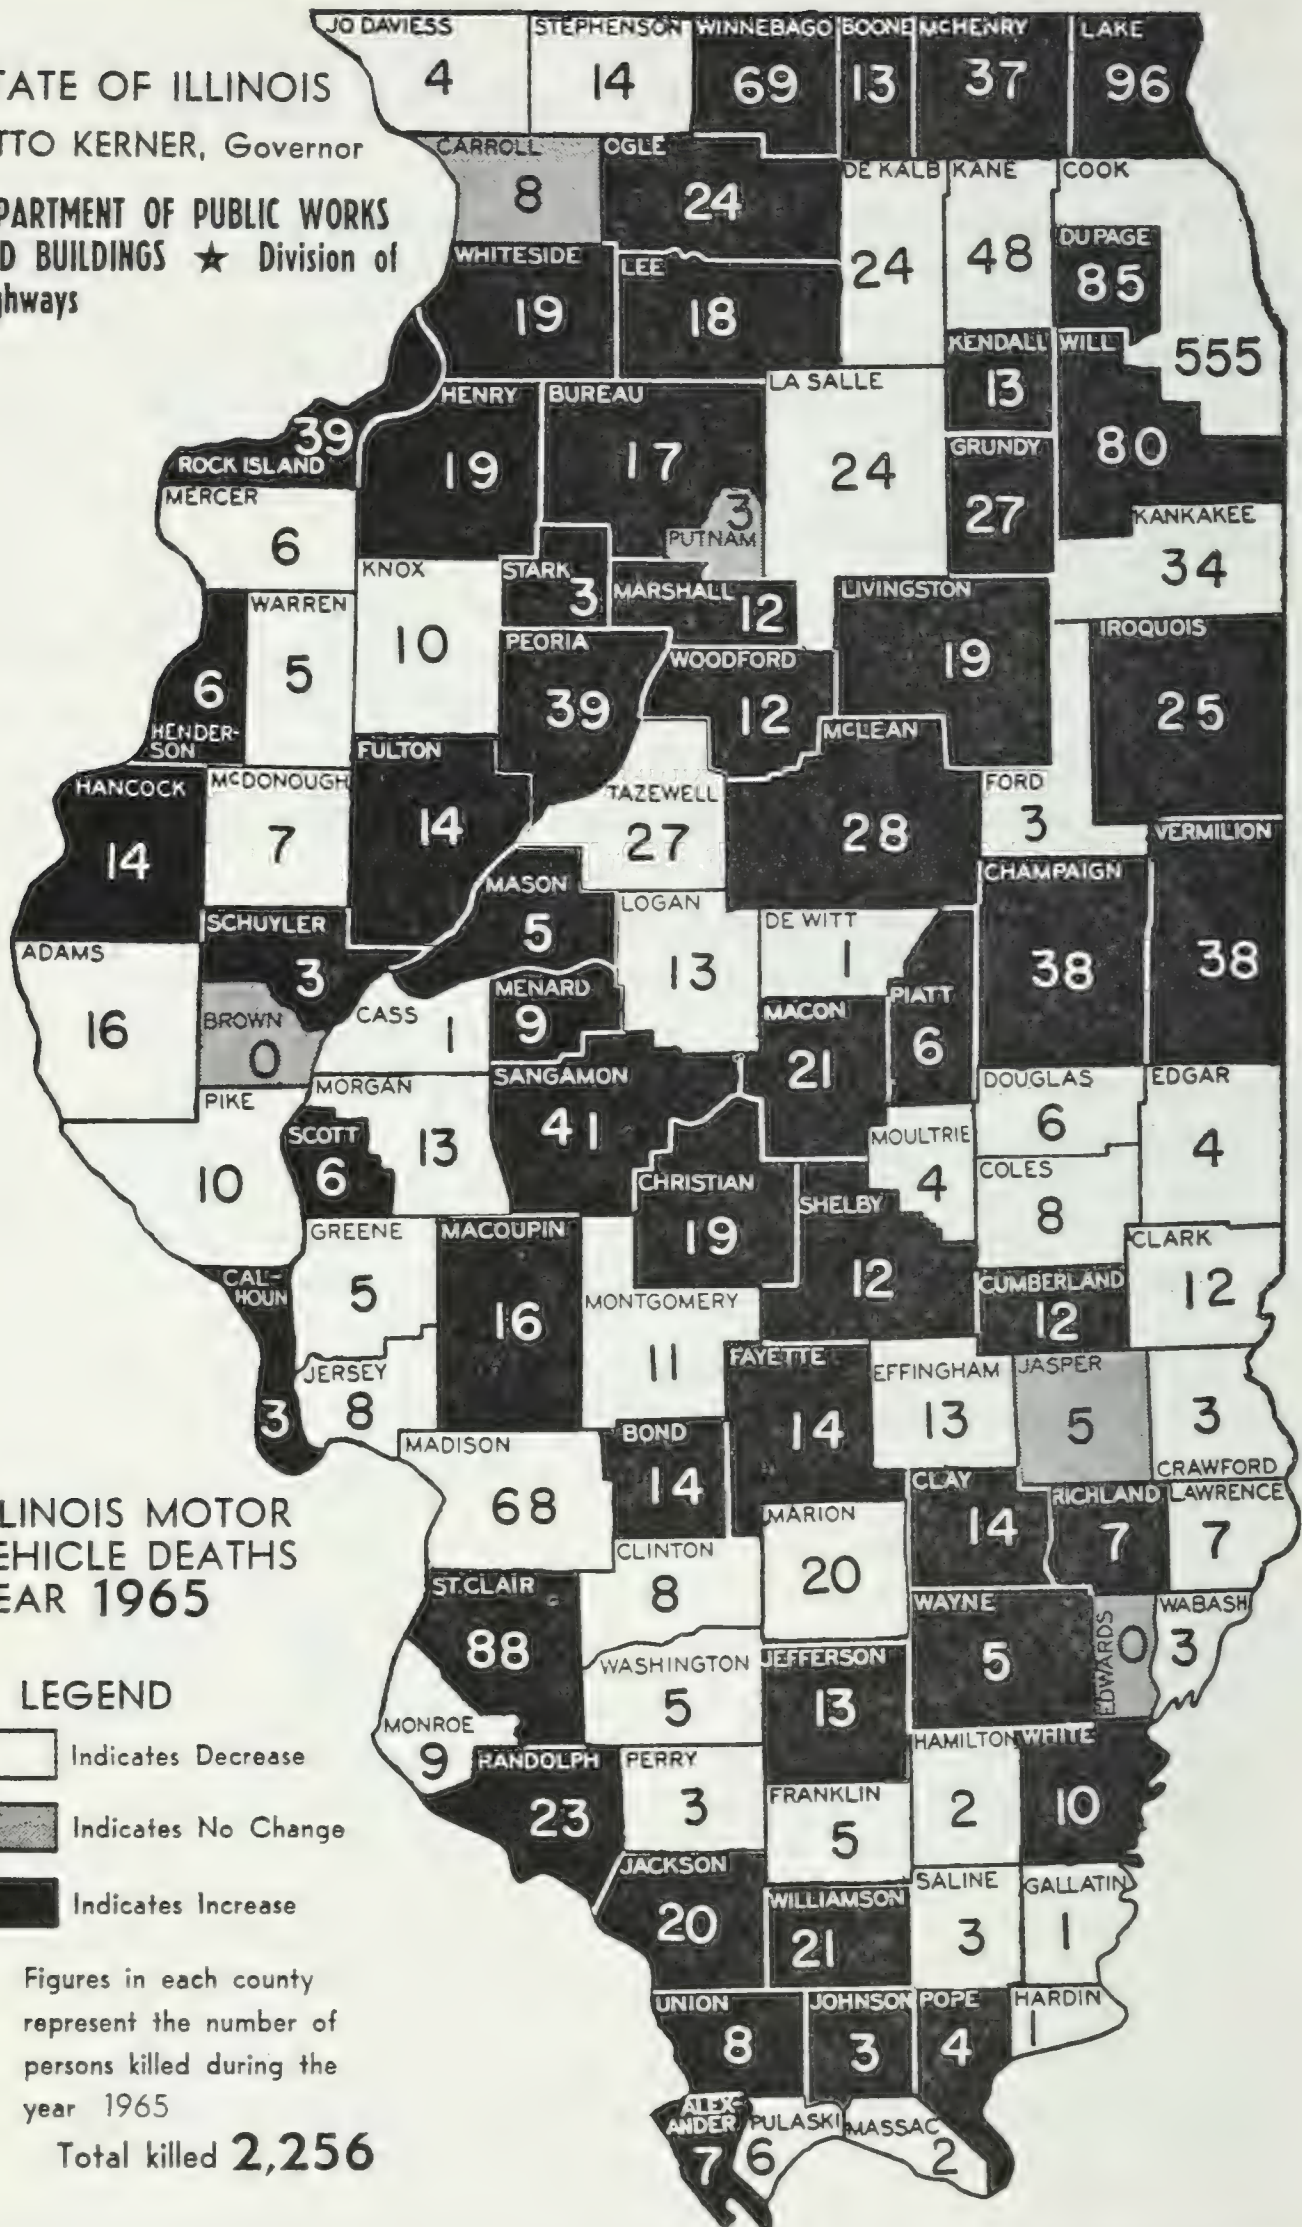 TATE OF ILLINOIS
TTO KERNER, Governor
PARTMENT OF PUBLIC WORKS
D BUILDINGS ★ Division of
ghways
JO DAVIESS
4
STEPHENSON
14
WINNEBAGO
69
BOONE
13
MCHENRY
37
LAKE
96
CARROLL
8
OGLE
24
DE KALB
24
KANE
48
COOK
555
DU PAGE
85
WHITESIDE
19
LEE
18
KENDALL
13
WILL
80
LA SALLE
24
HENRY
19
BUREAU
17
39
ROCK ISLAND
GRUNDY
27
MERCER
6
3
PUTNAM
KANKAKEE
34
KNOX
10
STARK
3
MARSHALL
12
LIVINGSTON
19
WARREN
5
IROQUOIS
25
6
HENDER-
SON
PEORIA
39
WOODFORD
12
MCLEAN
28
FULTON
14
HANCOCK
14
MCDONOUGH
7
TAZEWELL
27
FORD
3
VERMILION
38
CHAMPAIGN
38
MASON
5
LOGAN
13
DE WITT
1
SCHUYLER
3
ADAMS
16
BROWN
0
CASS
1
MENARD
9
PIATT
6
MACON
21
SANGAMON
41
DOUGLAS
6
EDGAR
4
PIKE
10
MORGAN
13
SCOTT
6
MOULTRIE
4
COLES
8
CHRISTIAN
19
SHELBY
12
GREENE
5
MACOUPIN
16
CLARK
12
CAL-
HOUN
3
CUMBERLAND
12
MONTGOMERY
11
FAYETTE
14
EFFINGHAM
13
JASPER
5
3
CRAWFORD
JERSEY
8
MADISON
68
BOND
14
CLAY
14
RICHLAND
7
LAWRENCE
7
MARION
20
CLINTON
8
ST. CLAIR
88
WAYNE
5
EDWARDS
0
WABASH
3
WASHINGTON
5
JEFFERSON
13
MONROE
9
RANDOLPH
23
PERRY
3
HAMILTON
2
WHITE
10
FRANKLIN
5
JACKSON
20
WILLIAMSON
21
SALINE
3
GALLATIN
1
UNION
8
JOHNSON
3
POPE
4
HARDIN
1
ALEX-
ANDER
7
PULASKI
6
MASSAC
2
LINOIS MOTOR
EHICLE DEATHS
EAR 1965
LEGEND
Indicates Decrease
Indicates No Change
Indicates Increase
Figures in each county
represent the number of
persons killed during the
year 1965
Total killed 2,256